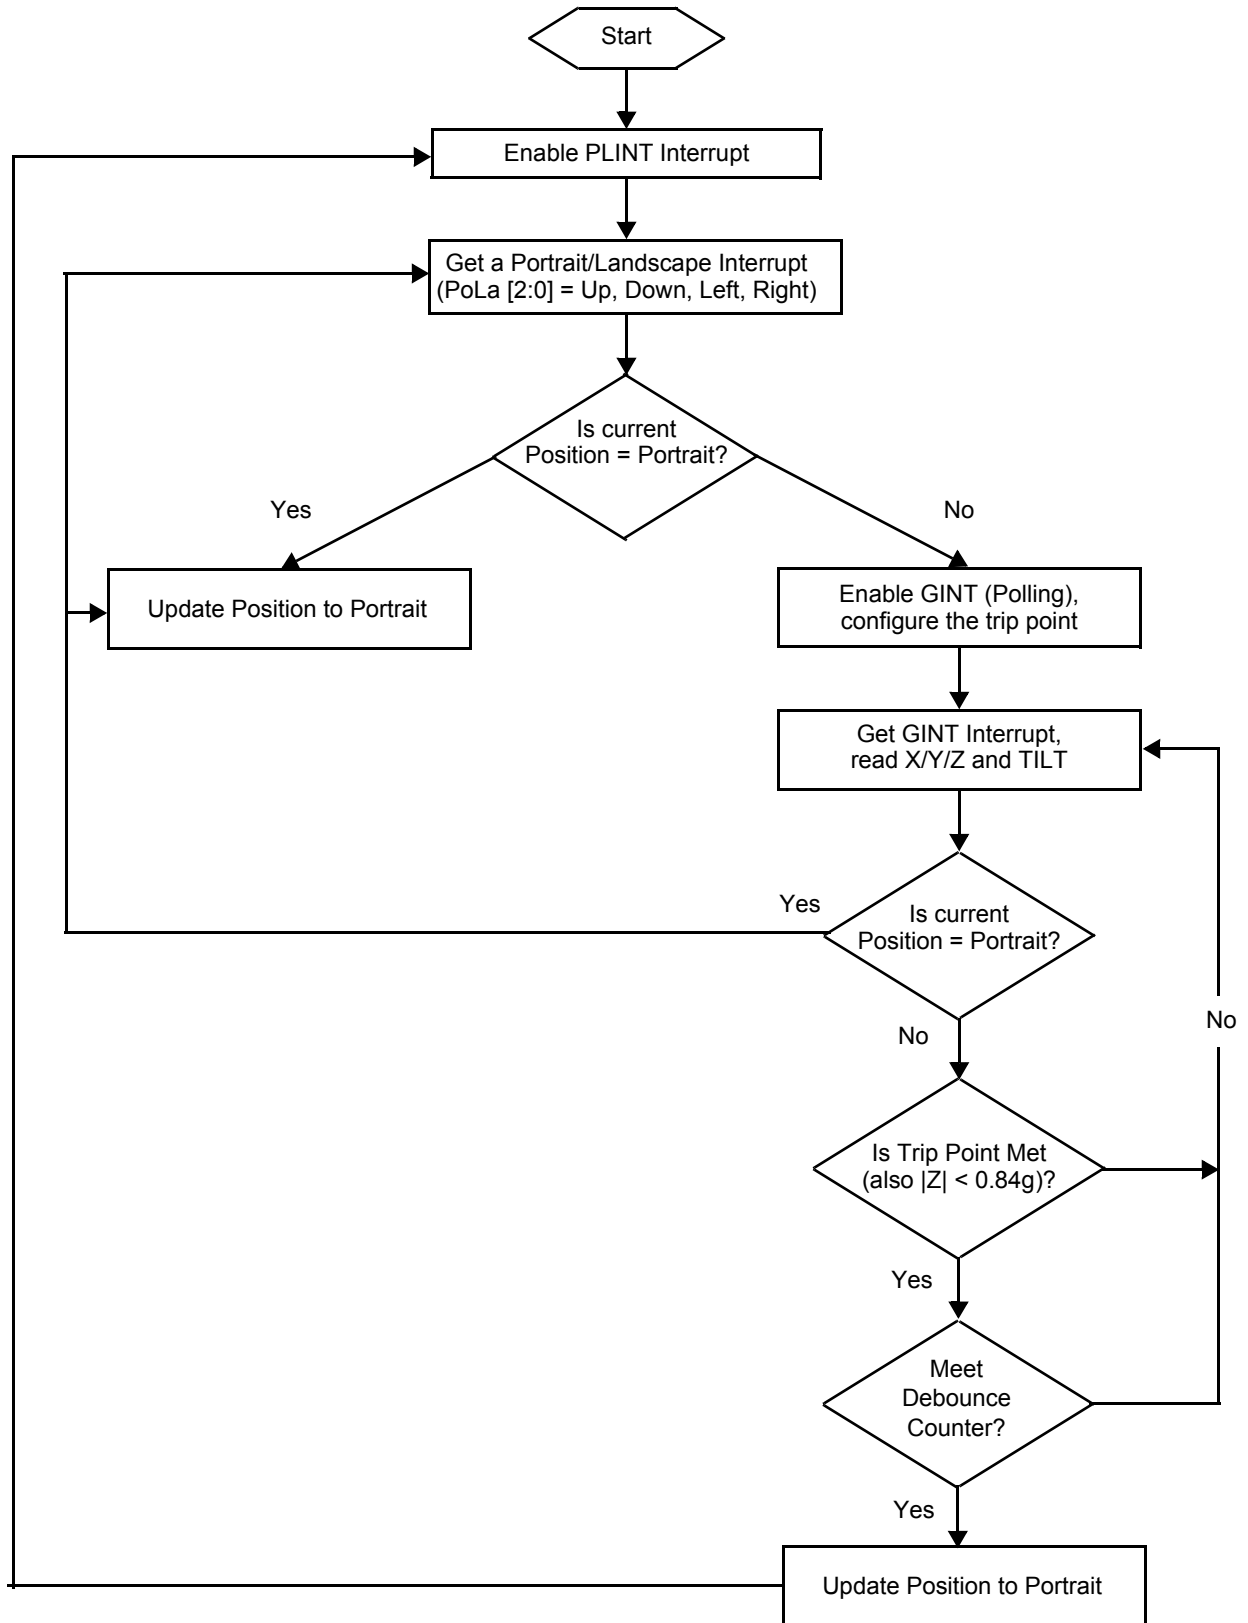 Start
Enable PLINT Interrupt
Get a Portrait/Landscape Interrupt
(PoLa [2:0] = Up, Down, Left, Right)
Is current
Position = Portrait?
Yes
No
Update Position to Portrait
Enable GINT (Polling),
configure the trip point
Get GINT Interrupt,
read X/Y/Z and TILT
Yes
Is current
Position = Portrait?
No
No
Is Trip Point Met
(also |Z| < 0.84g)?
Yes
Meet
Debounce
Counter?
Yes
Update Position to Portrait